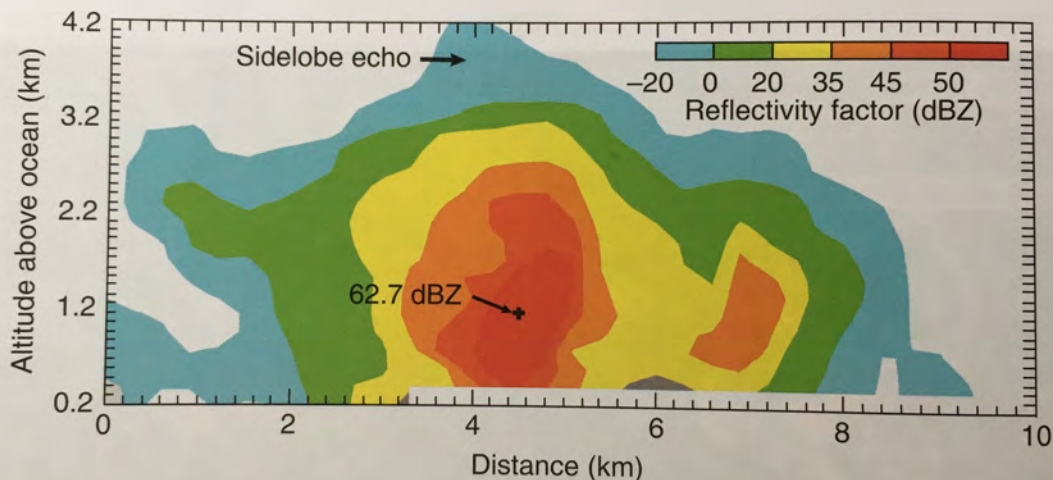 4.2
Sidelobe echo
−20 0 20 35 45 50
Reflectivity factor (dBZ)
3.2
Altitude above ocean (km)
2.2
62.7 dBZ
1.2
0.2
0 2 4 6 8 10
Distance (km)